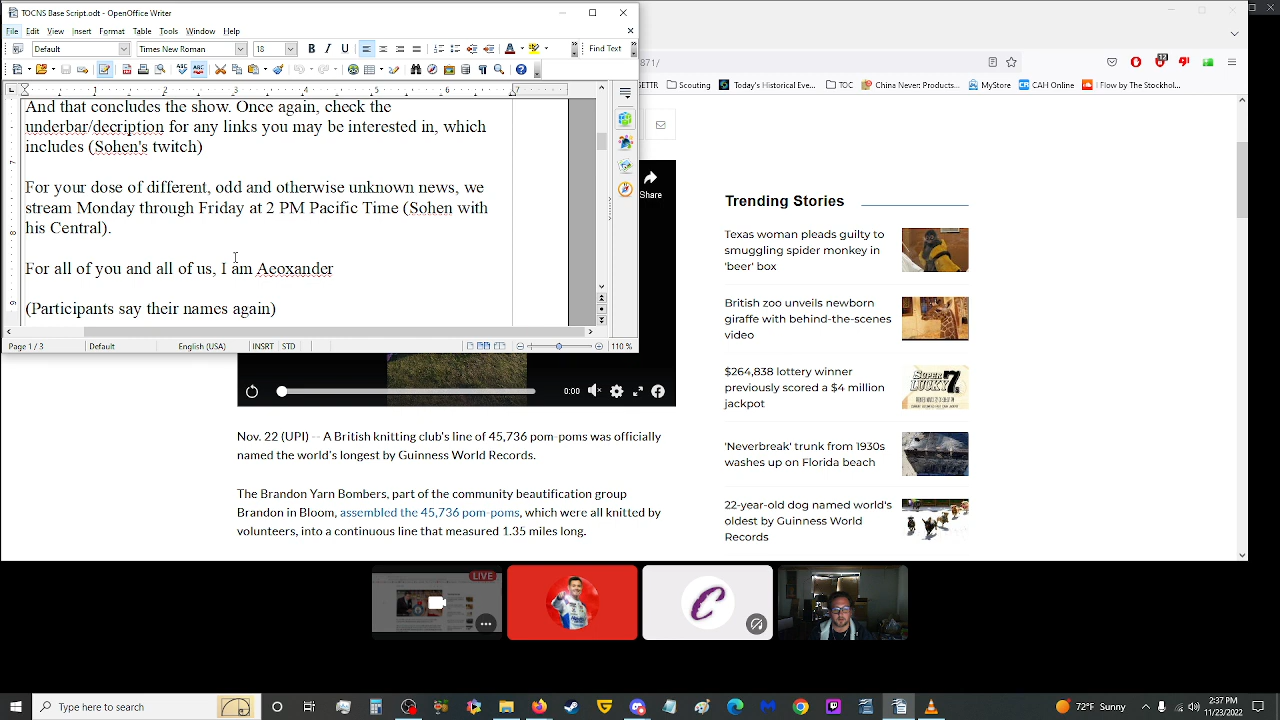 TOCNS Base Script.odt - OpenOffice Writer
File Edit View Insert Format Table Tools Window Help
Default Times New Roman 18 B I U A Find Text
1 2 3 4 5 6 7
And that concludes the show. Once again, check the
underbar/decription for any links you may be interested in, which
includes (Sohen's twitch)
For your dose of different, odd and otherwise unknown news, we
stream Monday through Friday at 2 PM Pacific Time (Sohen with
his Central).
For all of you and all of us, I am Aeoxander
(Participants say their names again)
Page 1 / 3 Default English (USA) INSRT STD 110 %
871/
GETTR Scouting Today's Historical Eve... TOC China Never: Products... MyStore CAH Online I Flow By The Stockhol...
Share
0:00
Trending Stories
Texas woman pleads guilty to
smuggling spider monkey in
'beer' box
British zoo unveils newborn
giraffe with behind-the-scenes
video
$264,838 lottery winner
previously scored a $4 million
jackpot
SUPER
LUCKY 7
'Neverbreak' trunk from 1930s
washes up on Florida beach
22-year-old dog named world's
oldest by Guinness World
Records
Nov. 22 (UPI) -- A British knitting club's line of 45,736 pom-poms was officially
named the world's longest by Guinness World Records.
The Brandon Yarn Bombers, part of the community beautification group
Brandon in Bloom, assembled the 45,736 pom-poms, which were all knitted by
volunteers, into a continuous line that measured 1.35 miles long.
LIVE
C
Type here to search
72°F Sunny
2:37 PM
11/23/2022